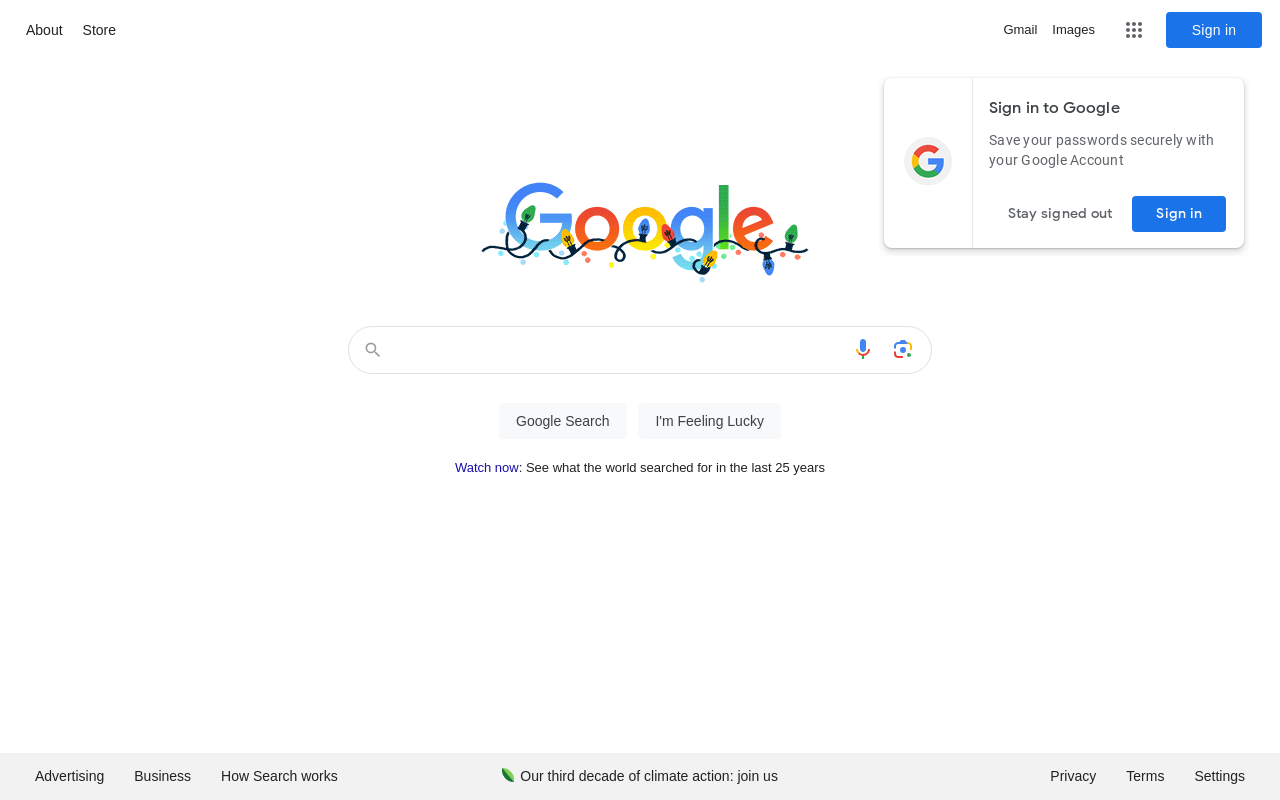 About Store
Gmail Images Sign in
Sign in to Google
Save your passwords securely with
your Google Account
Stay signed out Sign in
Google
Google Search I'm Feeling Lucky
Watch now: See what the world searched for in the last 25 years
Advertising Business How Search works
Our third decade of climate action: join us
Privacy Terms Settings